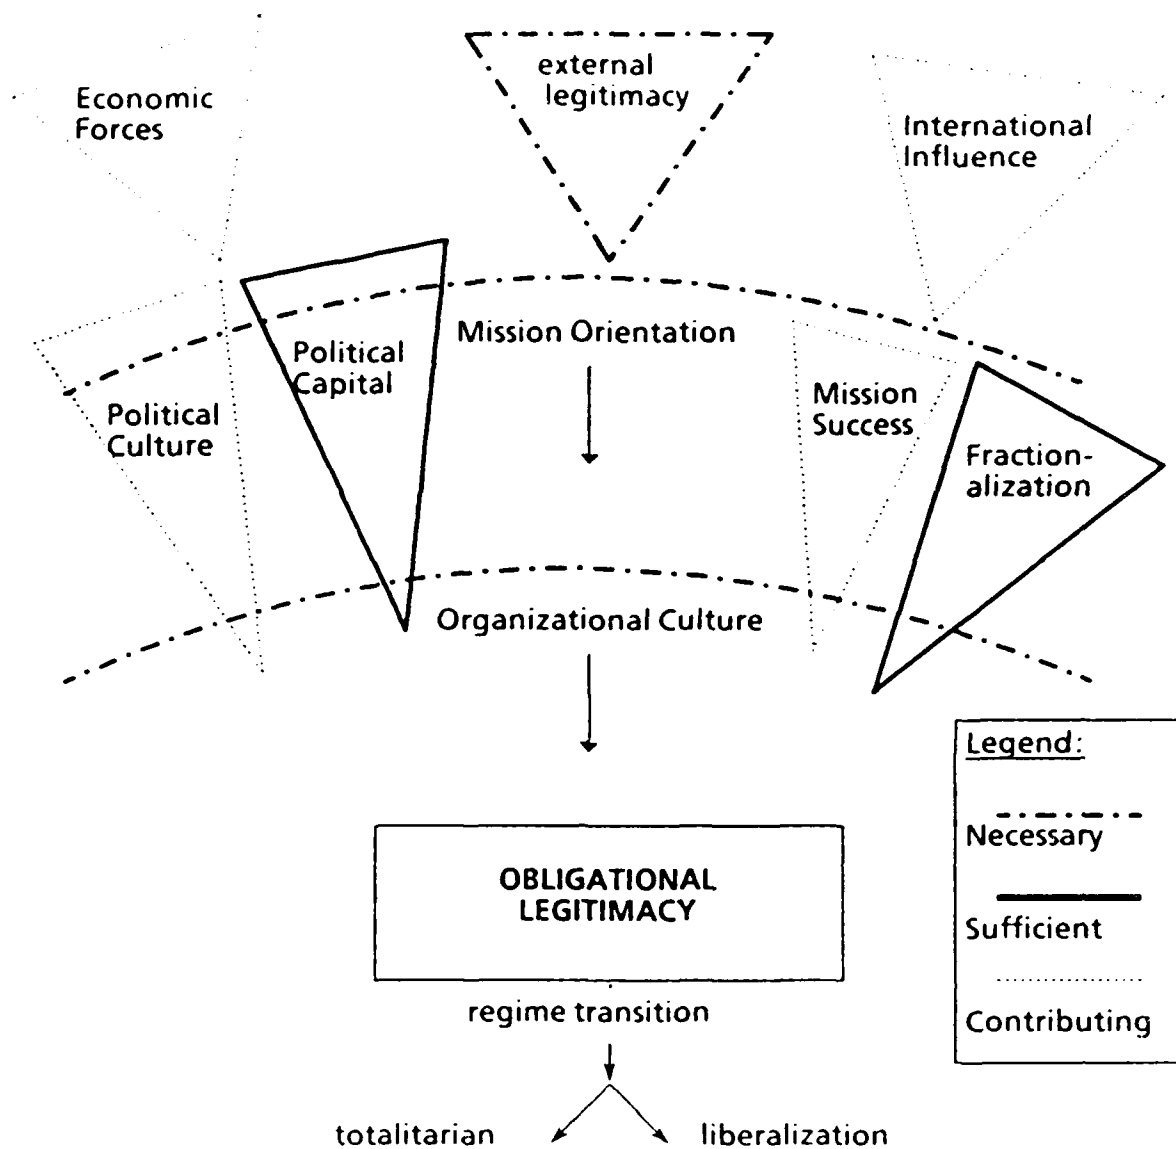 external
legitimacy
Economic
Forces
International
Influence
Mission Orientation
Political
Capital
Political
Culture
Mission
Success
Fraction-
alization
Organizational Culture
Legend:
Necessary
Sufficient
Contributing
OBLIGATIONAL
LEGITIMACY
regime transition
totalitarian
liberalization